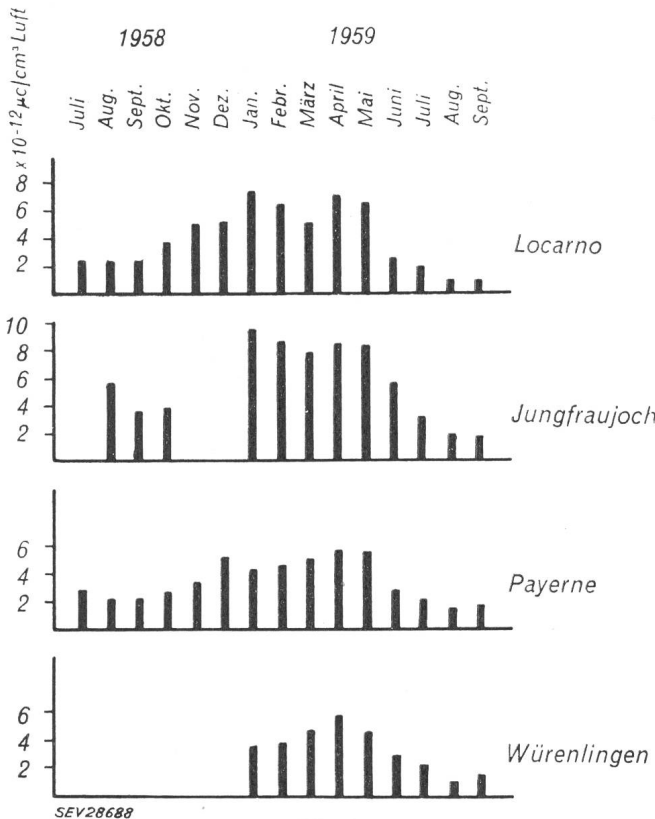 × 10-12 µc/cm³ Luft
1958 1959
Juli Aug. Sept. Okt. Nov. Dez. Jan. Febr. März April Mai Juni Juli Aug. Sept.
8
6
4
2
Locarno
10
8
6
4
2
Jungfraujoch
6
4
2
Payerne
6
4
2
Würenlingen
SEV28688